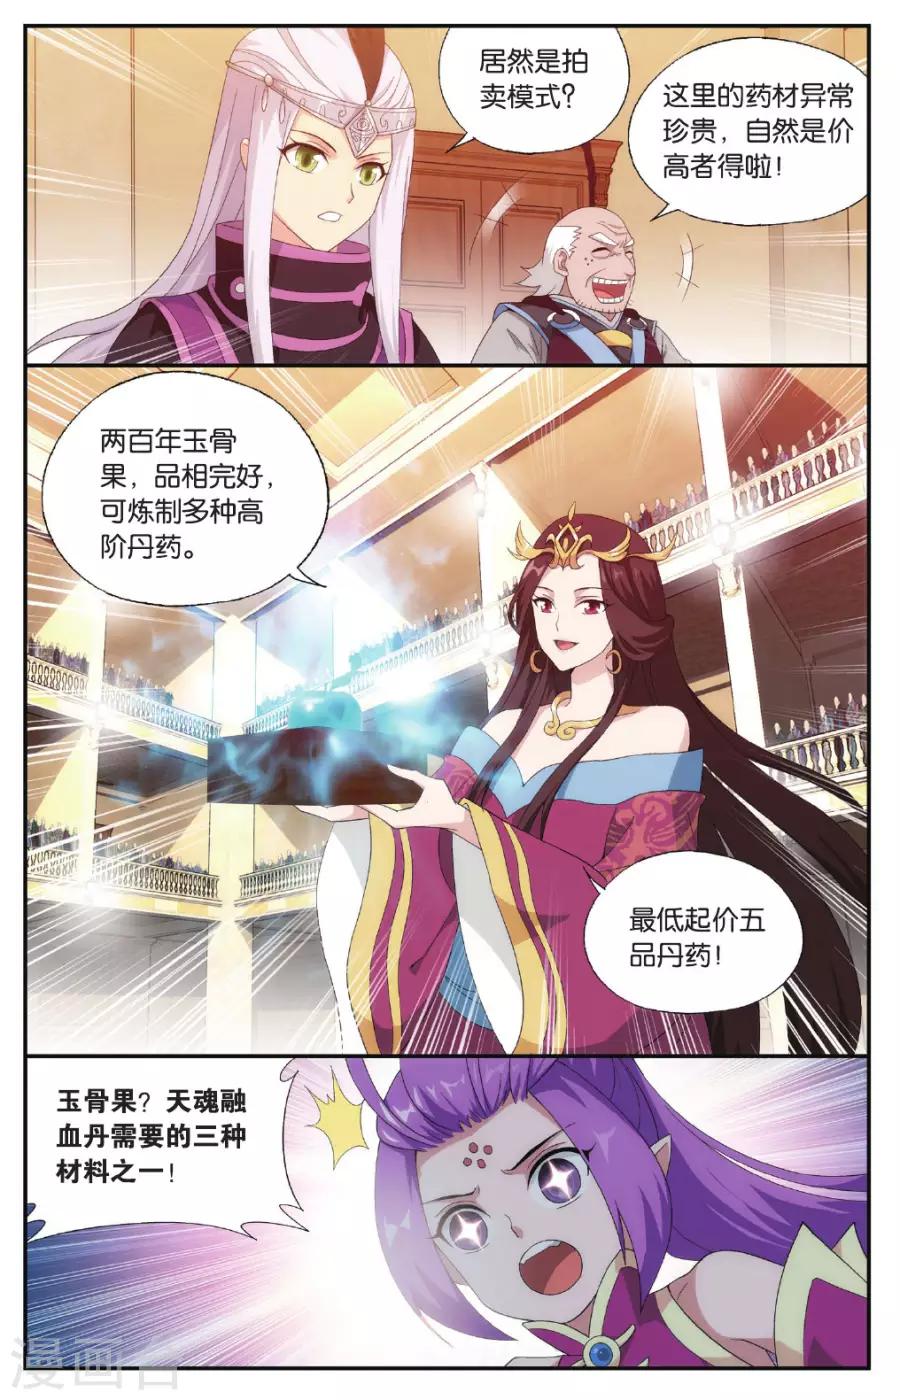 居然是拍
卖模式？
这里的药材异常
珍贵，自然是价
高者得啦！
两百年玉骨
果，品相完好，
可炼制多种高
阶丹药。
最低起价五
品丹药！
玉骨果？天魂融
血丹需要的三种
材料之一！
漫画台